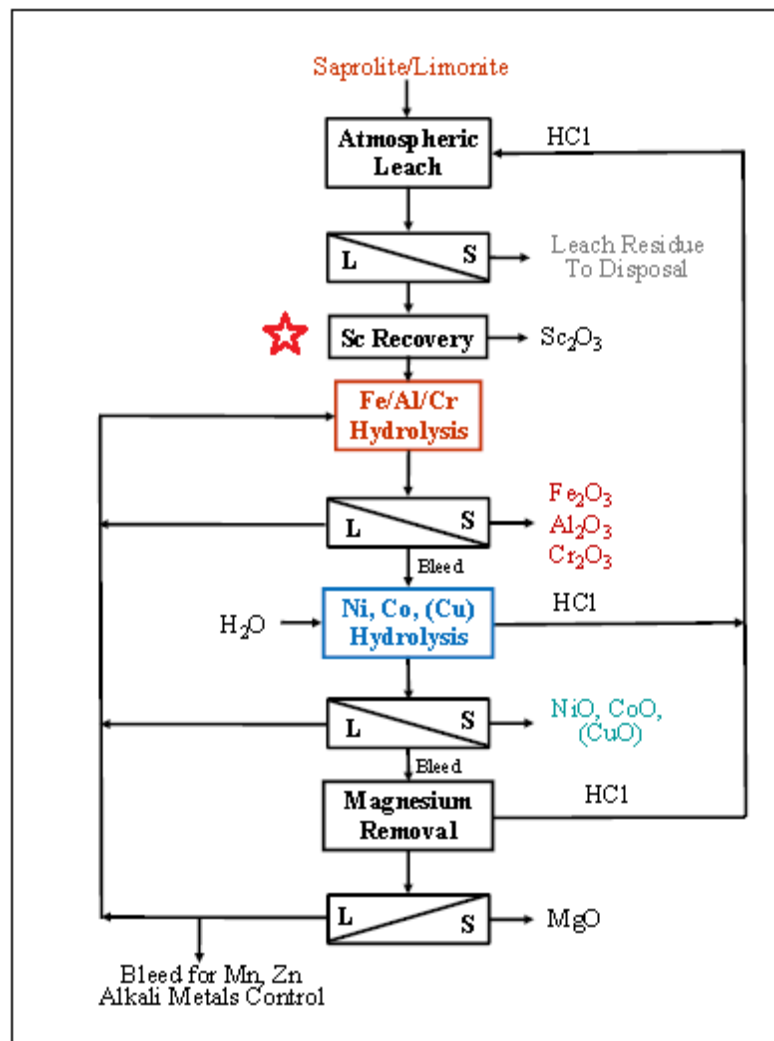 Saprolite/Limonite
Atmospheric
Leach
HCl
L
S
Leach Residue
To Disposal
Sc Recovery
Sc₂O₃
Fe/Al/Cr
Hydrolysis
L
S
Fe₂O₃
Al₂O₃
Cr₂O₃
Bleed
H₂O
Ni, Co, (Cu)
Hydrolysis
HCl
L
S
NiO, CoO,
(CuO)
Bleed
Magnesium
Removal
HCl
L
S
MgO
Bleed for Mn, Zn
Alkali Metals Control